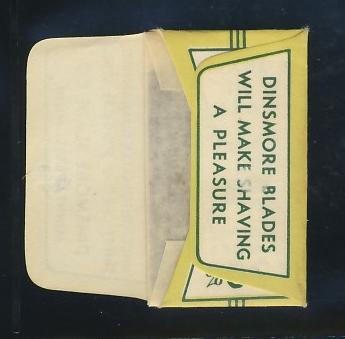 DINSMORE BLADES
WILL MAKE SHAVING
A PLEASURE